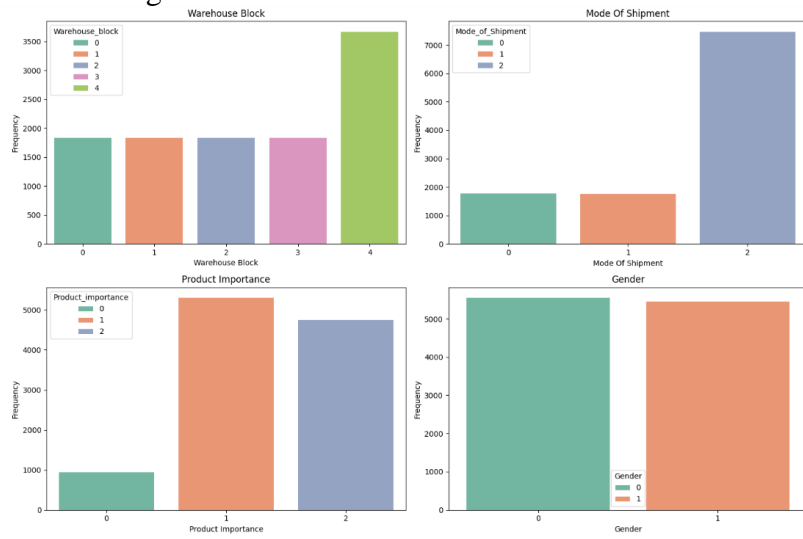 Warehouse Block
Warehouse_block
0
1
2
3
4
3500
3000
2500
2000
1500
1000
500
0
Frequency
0 1 2 3 4
Warehouse Block
Mode Of Shipment
Mode_of_Shipment
0
1
2
7000
6000
5000
4000
3000
2000
1000
0
Frequency
0 1 2
Mode Of Shipment
Product Importance
Product_importance
0
1
2
5000
4000
3000
2000
1000
0
Frequency
0 1 2
Product Importance
Gender
5000
4000
3000
2000
1000
0
Frequency
Gender
0
1
0 1
Gender